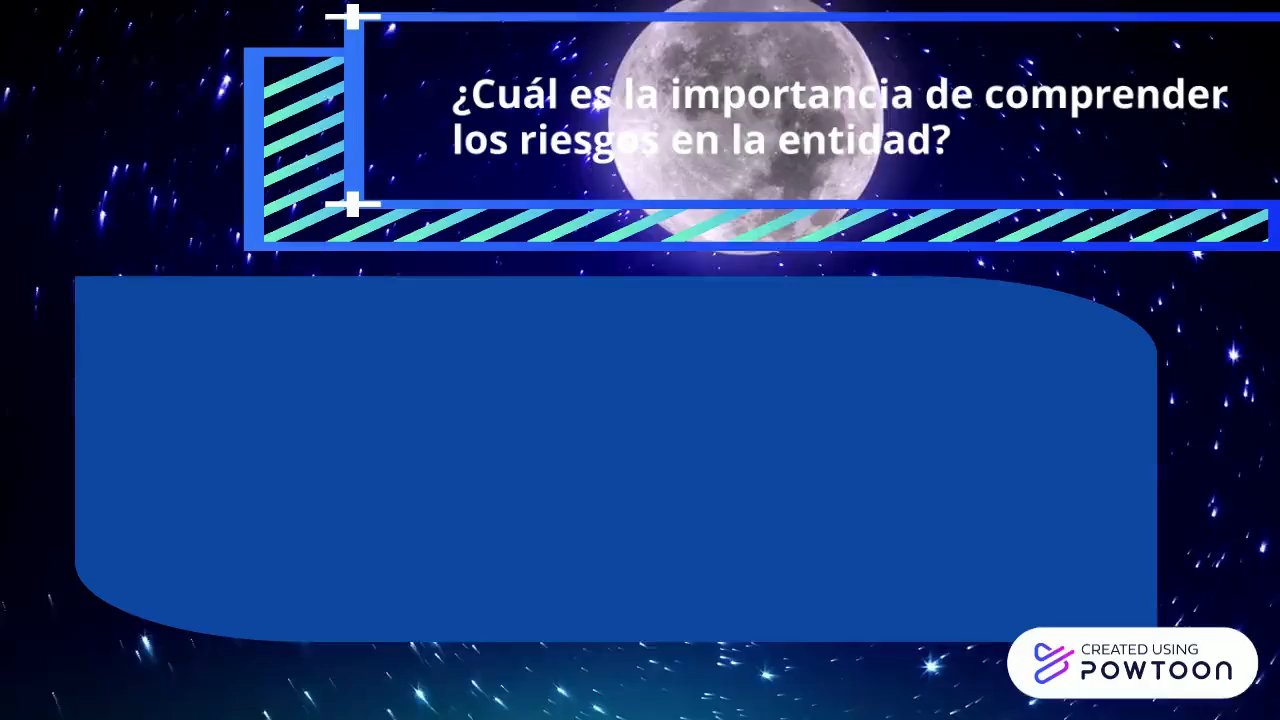 ¿Cuál es la importancia de comprender
los riesgos en la entidad?
CREATED USING
POWTOON